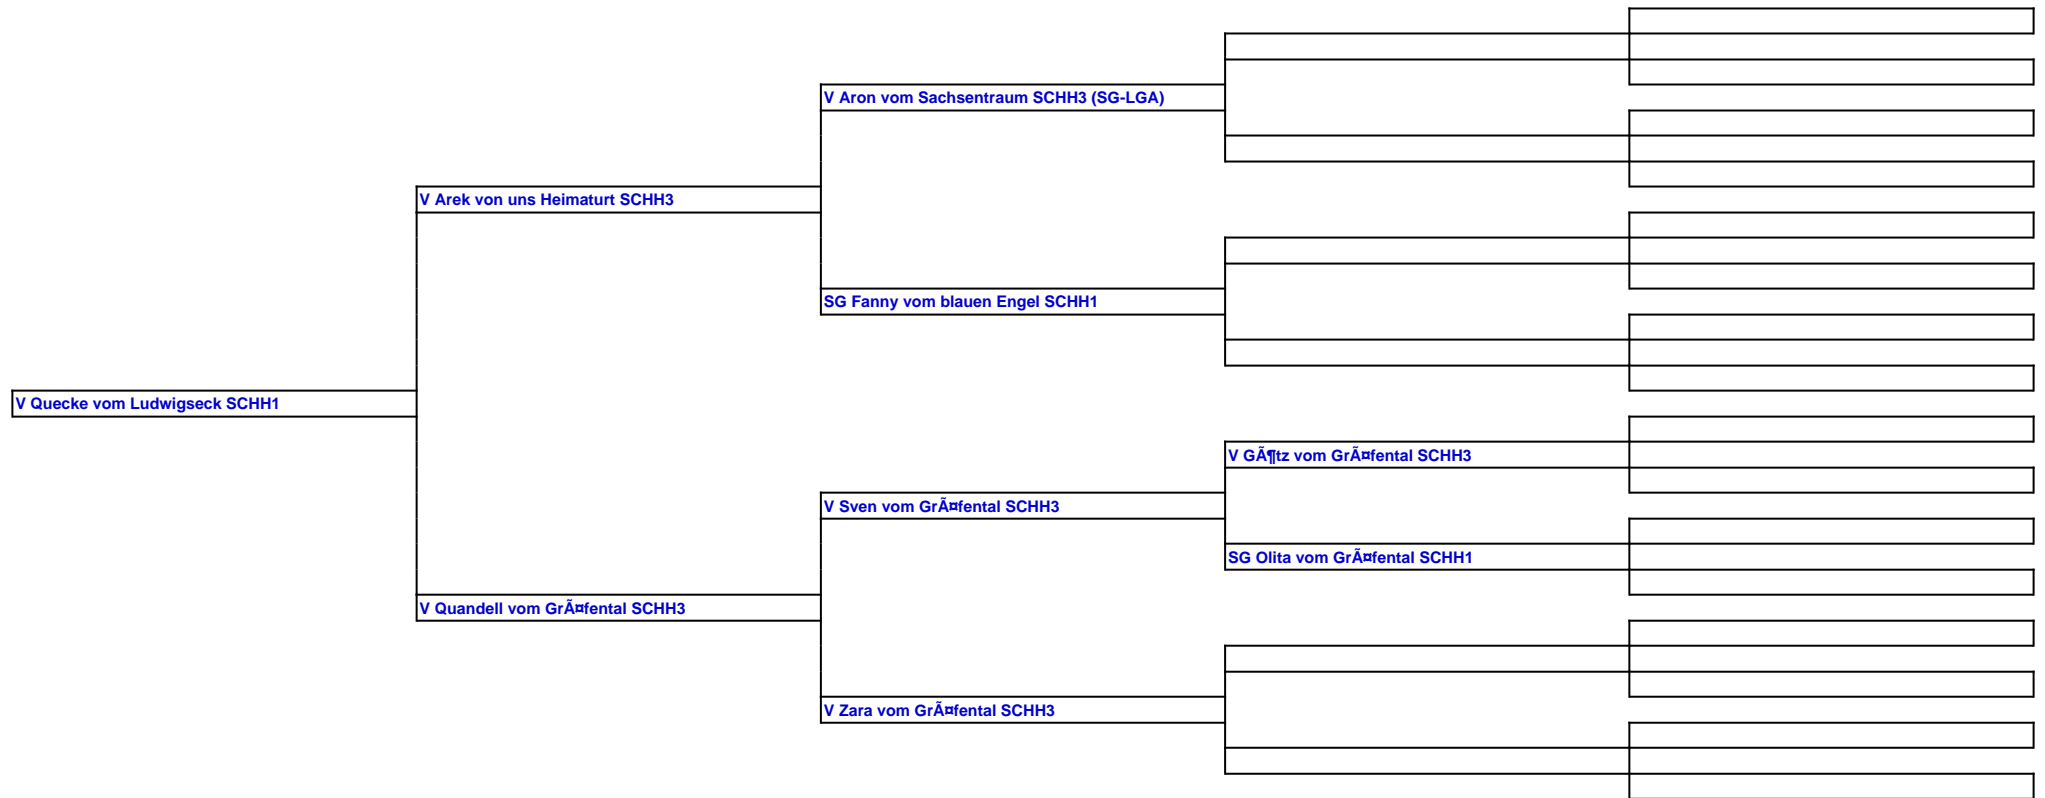 V Aron vom Sachsentraum SCHH3 (SG-LGA)
V Arek von uns Heimaturt SCHH3
SG Fanny vom blauen Engel SCHH1
V Quecke vom Ludwigseck SCHH1
V GÃ¶tz vom GrÃ¤fental SCHH3
V Sven vom GrÃ¤fental SCHH3
SG Olita vom GrÃ¤fental SCHH1
V Quandell vom GrÃ¤fental SCHH3
V Zara vom GrÃ¤fental SCHH3